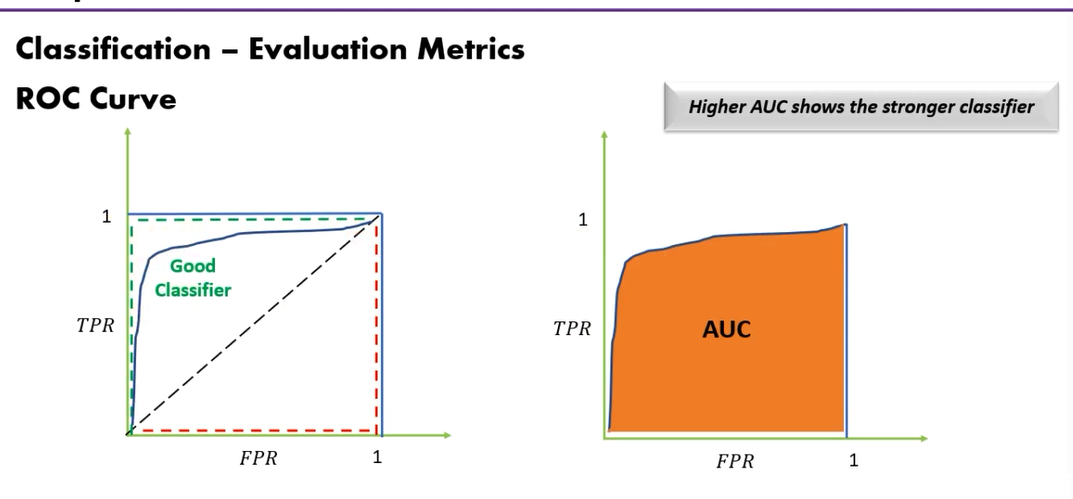 Classification – Evaluation Metrics
ROC Curve
Higher AUC shows the stronger classifier
1
Good
Classifier
TPR
FPR
1
1
AUC
TPR
FPR
1